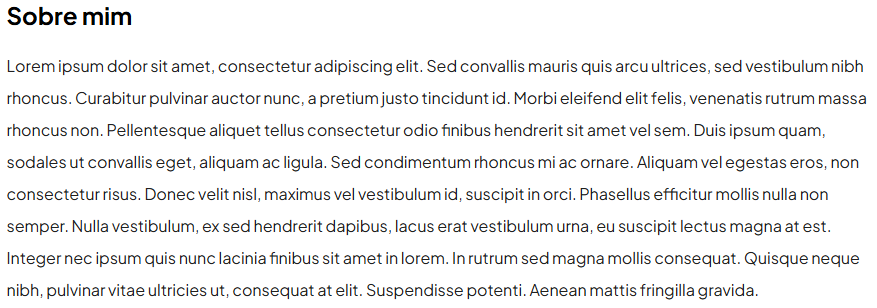 Sobre mim
Lorem ipsum dolor sit amet, consectetur adipiscing elit. Sed convallis mauris quis arcu ultrices, sed vestibulum nibh
rhoncus. Curabitur pulvinar auctor nunc, a pretium justo tincidunt id. Morbi eleifend elit felis, venenatis rutrum massa
rhoncus non. Pellentesque aliquet tellus consectetur odio finibus hendrerit sit amet vel sem. Duis ipsum quam,
sodales ut convallis eget, aliquam ac ligula. Sed condimentum rhoncus mi ac ornare. Aliquam vel egestas eros, non
consectetur risus. Donec velit nisl, maximus vel vestibulum id, suscipit in orci. Phasellus efficitur mollis nulla non
semper. Nulla vestibulum, ex sed hendrerit dapibus, lacus erat vestibulum urna, eu suscipit lectus magna at est.
Integer nec ipsum quis nunc lacinia finibus sit amet in lorem. In rutrum sed magna mollis consequat. Quisque neque
nibh, pulvinar vitae ultricies ut, consequat at elit. Suspendisse potenti. Aenean mattis fringilla gravida.